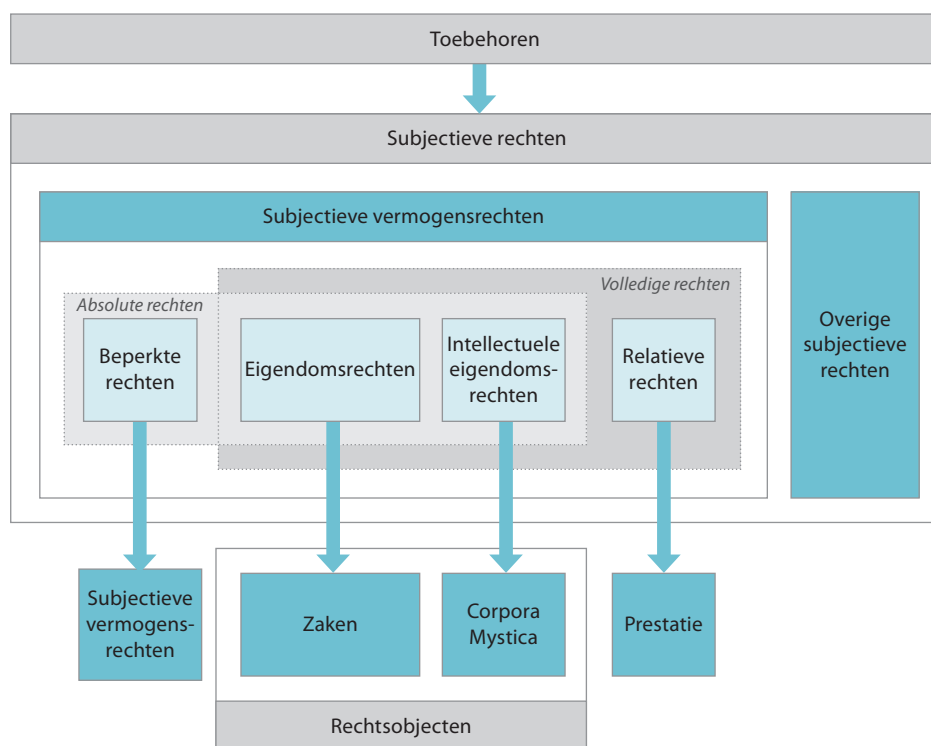 Toebehoren
Subjectieve rechten
Subjectieve vermogensrechten
Overige
subjectieve
rechten
Volledige rechten
Absolute rechten
Beperkte
rechten
Eigendomsrechten
Intellectuele
eigendoms-
rechten
Relatieve
rechten
Subjectieve
vermogens-
rechten
Zaken
Corpora
Mystica
Prestatie
Rechtsobjecten